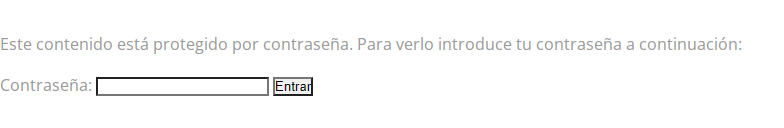 Este contenido está protegido por contraseña. Para verlo introduce tu contraseña a continuación:
Contraseña: Entrar